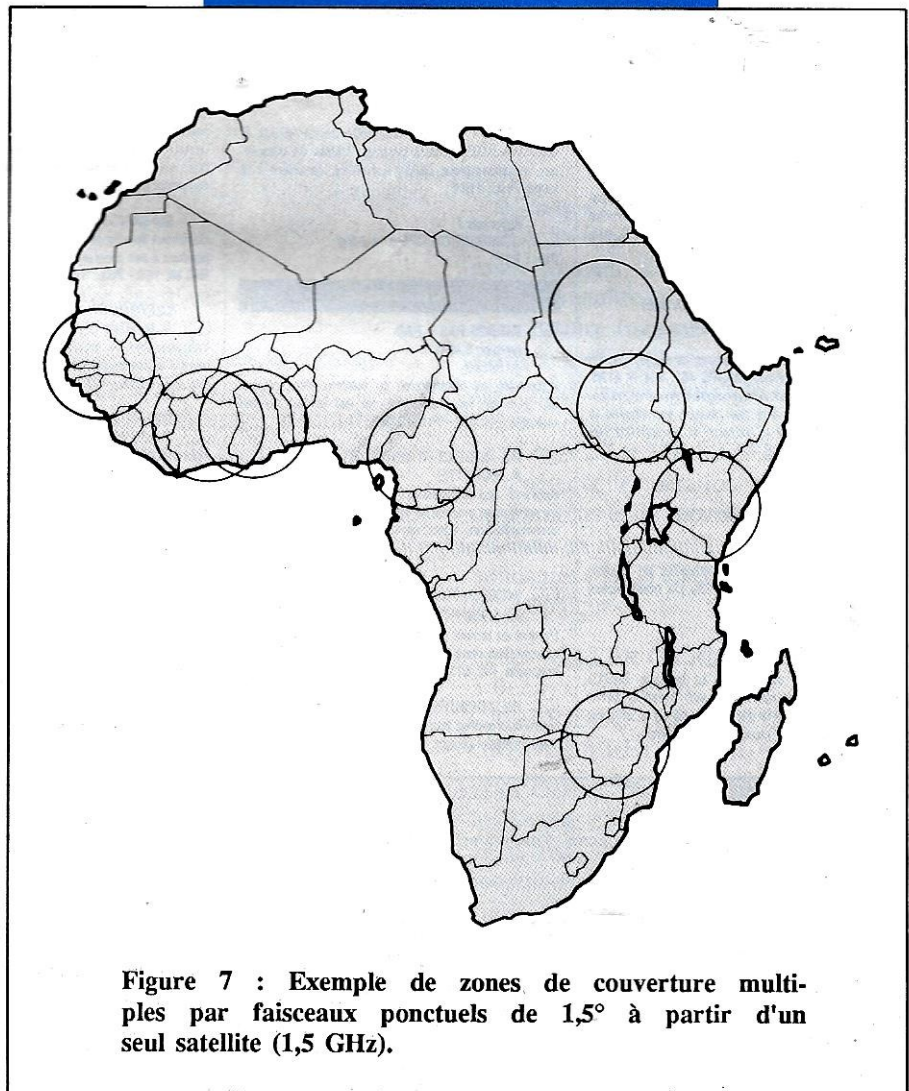 Figure 7 : Exemple de zones de couverture multi-
ples par faisceaux ponctuels de 1,5° à partir d'un
seul satellite (1,5 GHz).